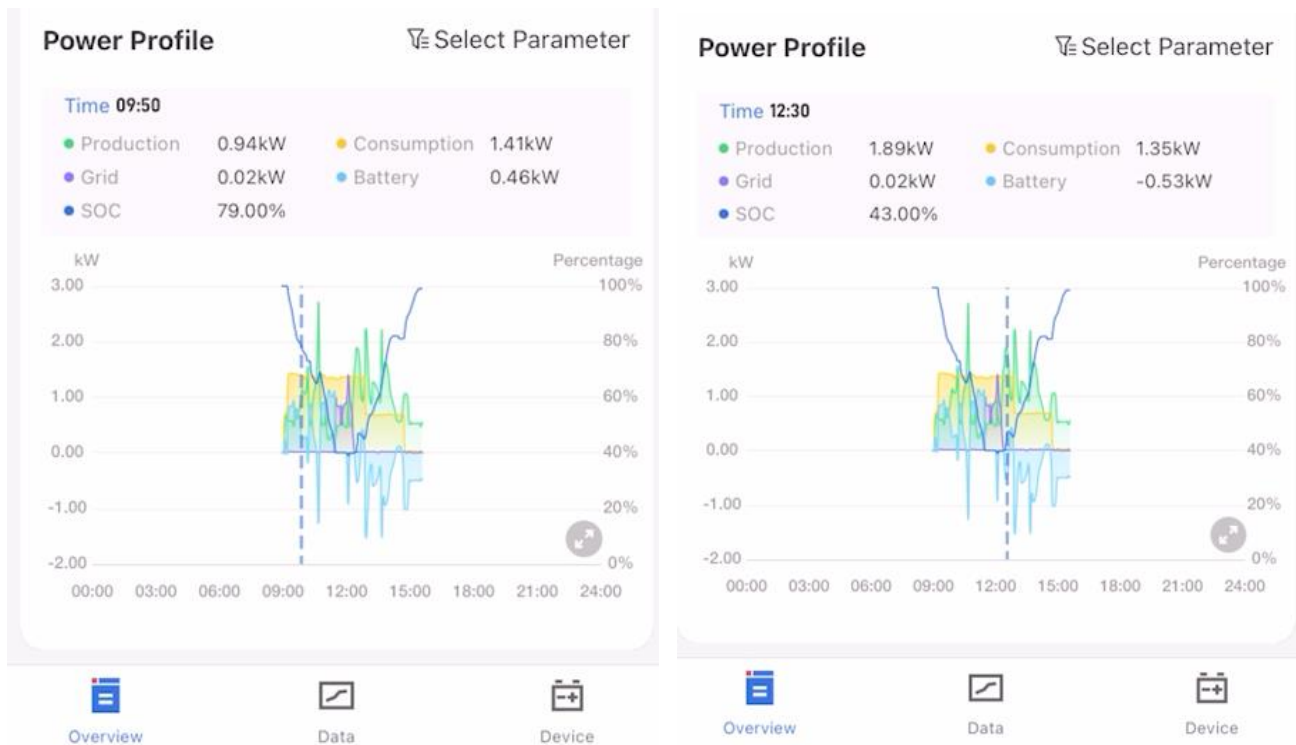 Power Profile
Select Parameter
Time 09:50
Production 0.94kW
Consumption 1.41kW
Grid 0.02kW
Battery 0.46kW
SOC 79.00%
kW
Percentage
3.00
100%
2.00
80%
1.00
60%
0.00
40%
-1.00
20%
-2.00
0%
00:00 03:00 06:00 09:00 12:00 15:00 18:00 21:00 24:00
Overview
Data
Device
Power Profile
Select Parameter
Time 12:30
Production 1.89kW
Consumption 1.35kW
Grid 0.02kW
Battery -0.53kW
SOC 43.00%
kW
Percentage
3.00
100%
2.00
80%
1.00
60%
0.00
40%
-1.00
20%
-2.00
0%
00:00 03:00 06:00 09:00 12:00 15:00 18:00 21:00 24:00
Overview
Data
Device